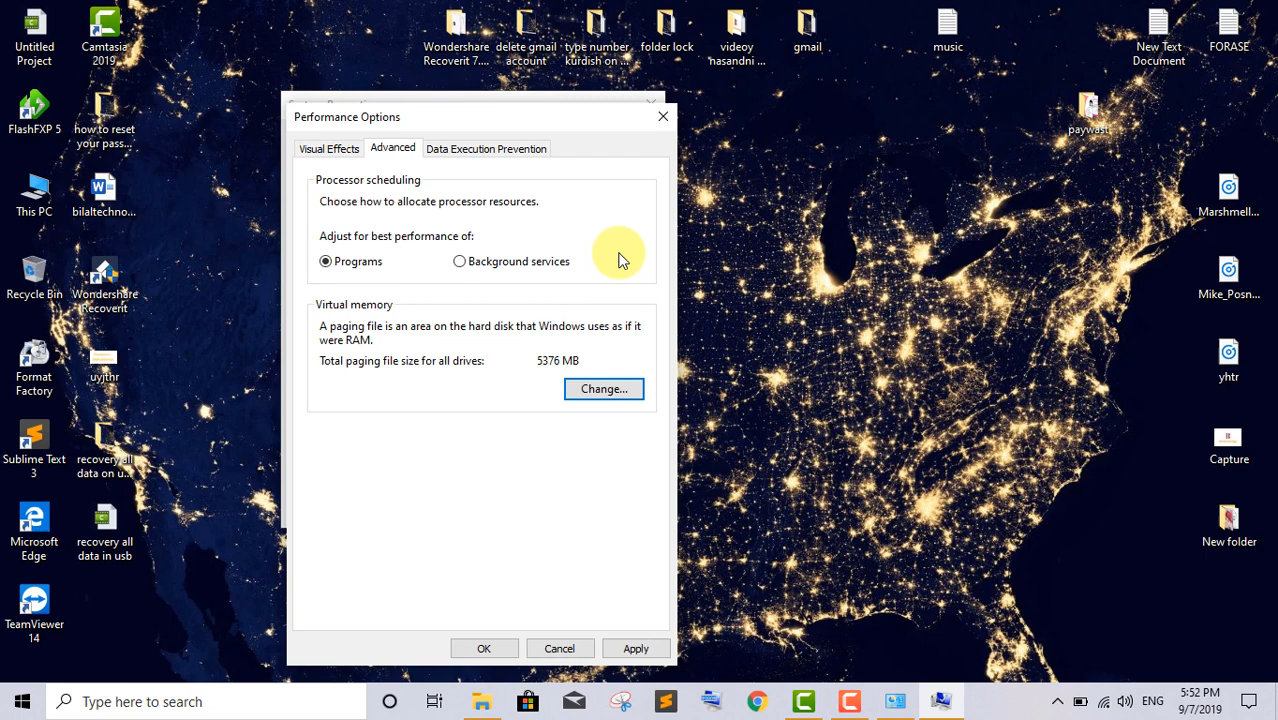 Untitled
Project
Camtasia
2019
Wondershare
Recoverit 7....
delete gmail
account
type number
kurdish on ...
folder lock
videoy
nasandni ...
gmail
music
New Text
Document
FORASE
FlashFXP 5
how to reset
your pass...
paywast
This PC
bilaltechno...
Marshmell...
Recycle Bin
Wondershare
Recoverit
Mike_Posn...
Format
Factory
uyjthr
yhtr
Sublime Text
3
recovery all
data on u...
Capture
Microsoft
Edge
recovery all
data in usb
New folder
TeamViewer
14
Performance Options
Visual Effects
Advanced
Data Execution Prevention
Processor scheduling
Choose how to allocate processor resources.
Adjust for best performance of:
Programs
Background services
Virtual memory
A paging file is an area on the hard disk that Windows uses as if it
were RAM.
Total paging file size for all drives:
5376 MB
Change...
OK
Cancel
Apply
Type here to search
ENG
5:52 PM
9/7/2019